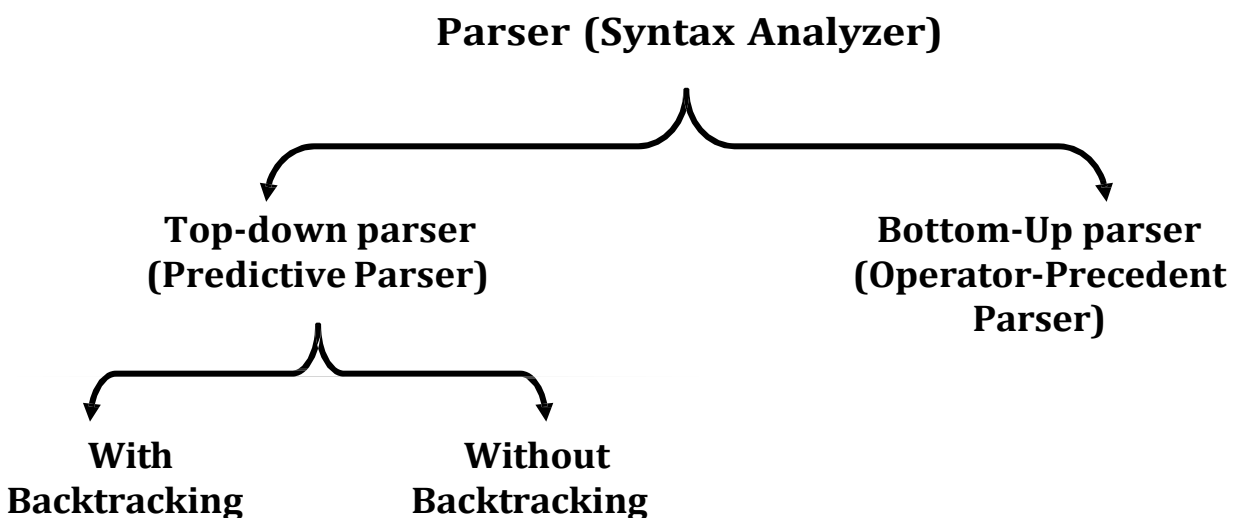 Parser (Syntax Analyzer)
Top-down parser
(Predictive Parser)
Bottom-Up parser
(Operator-Precedent
Parser)
With
Backtracking
Without
Backtracking